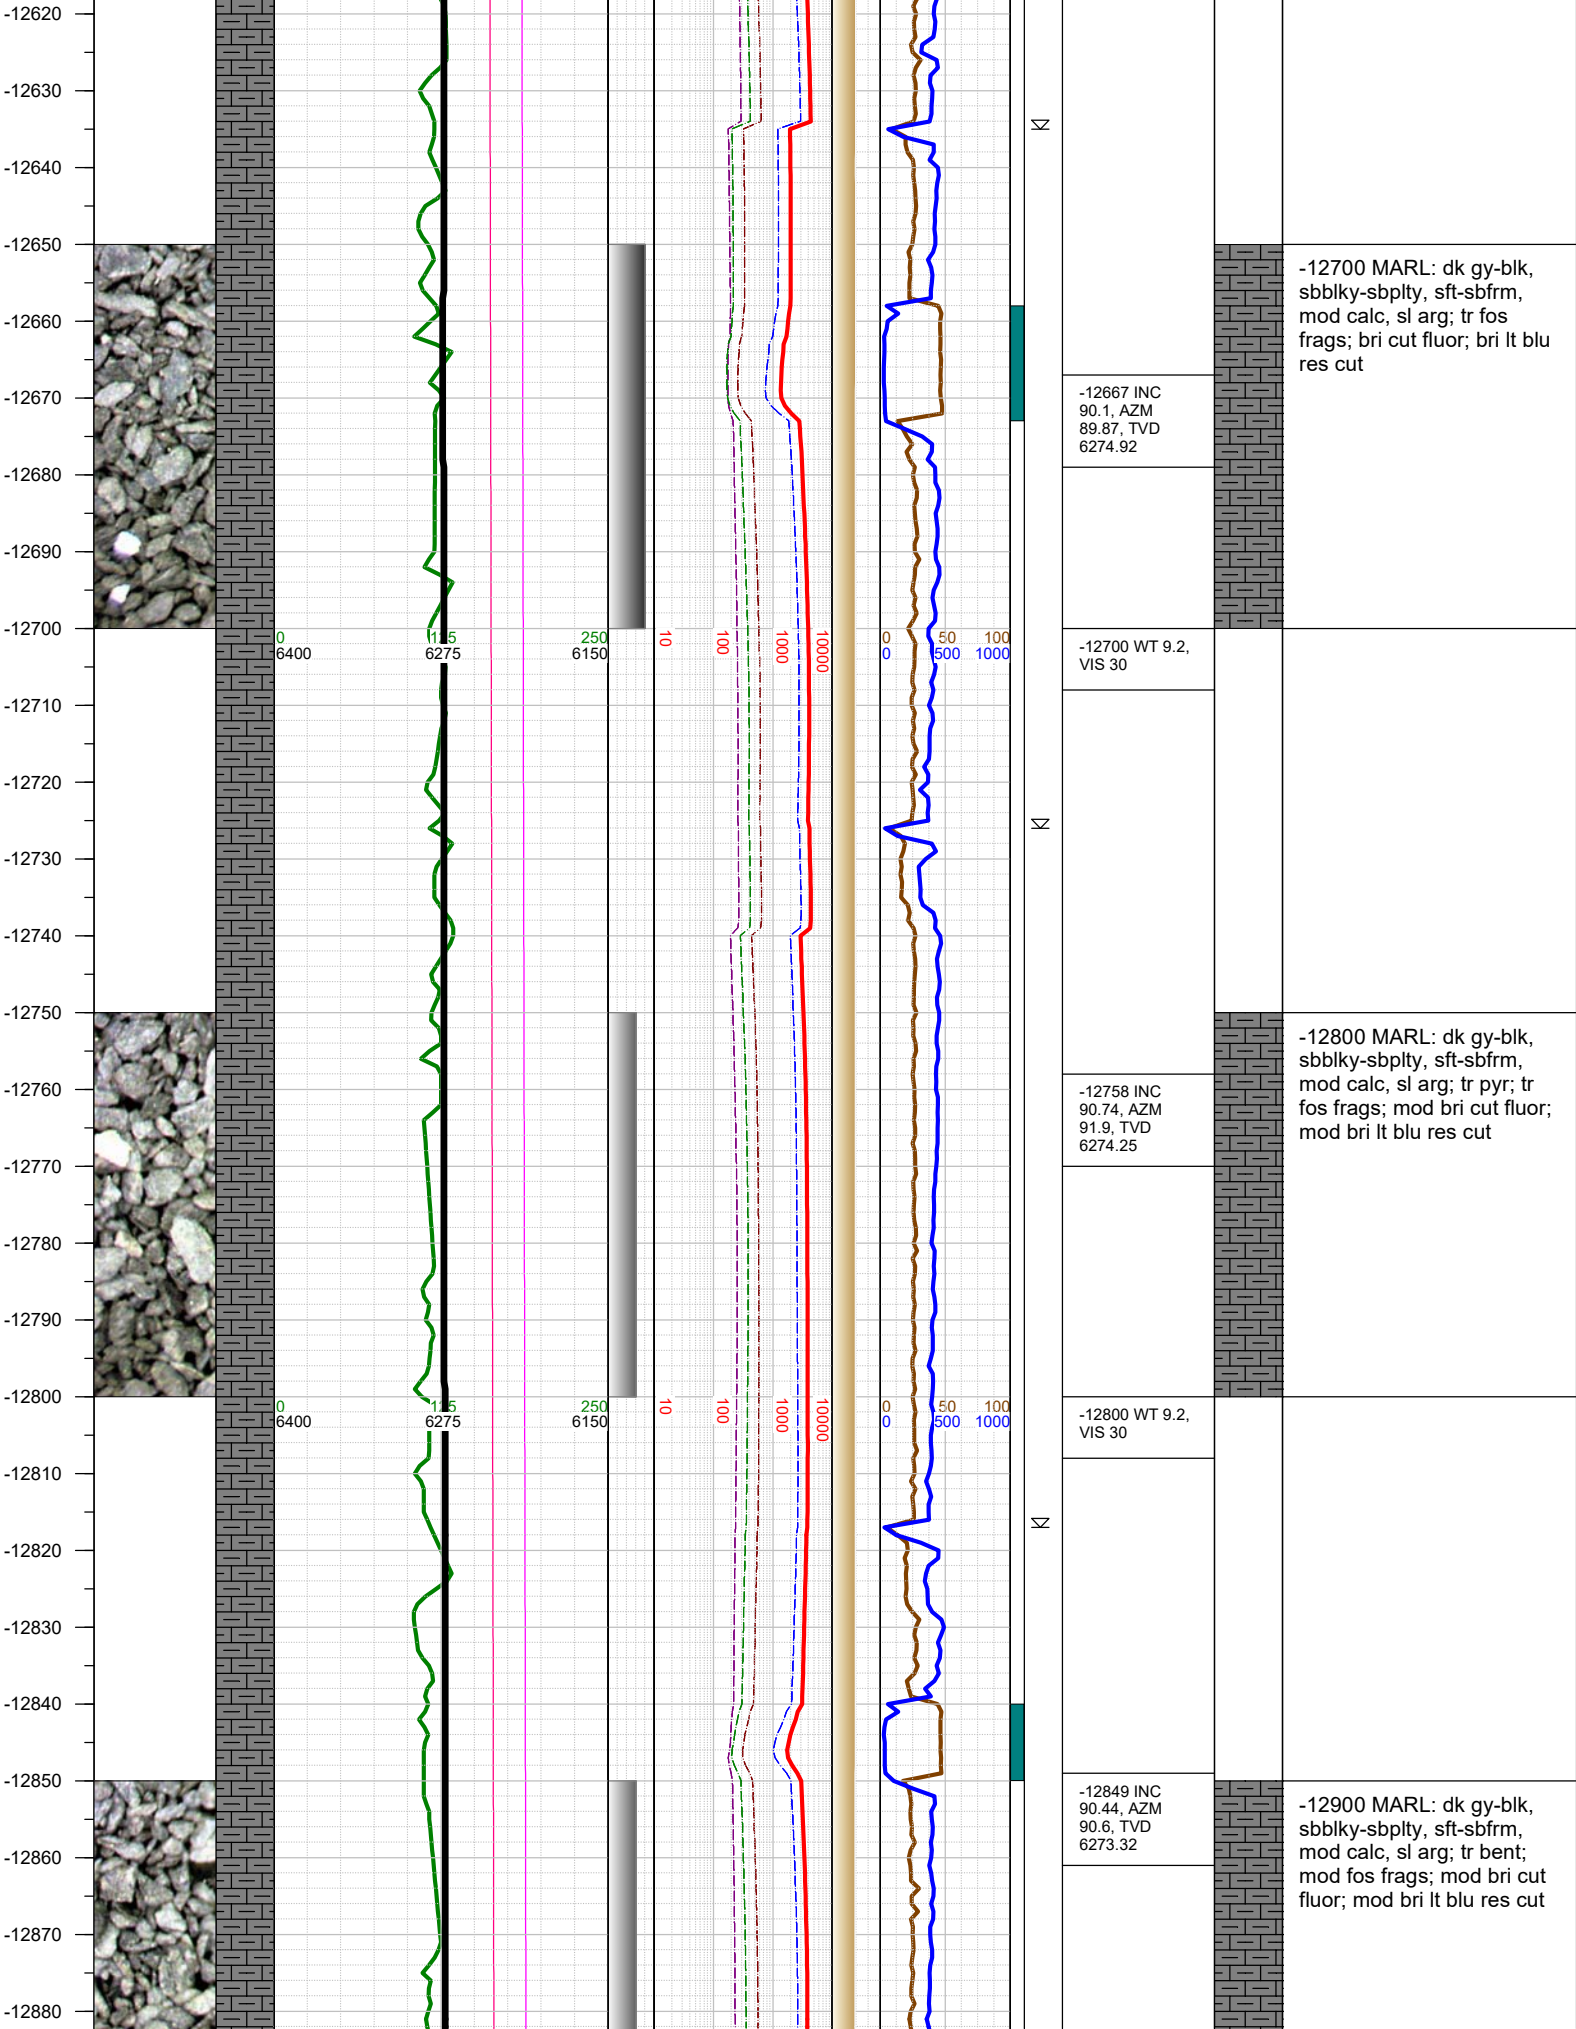 -12620
-12630
-12640
-12650
-12660
-12670
-12680
-12690
-12700
-12710
-12720
-12730
-12740
-12750
-12760
-12770
-12780
-12790
-12800
-12810
-12820
-12830
-12840
-12850
-12860
-12870
-12880
0 125 250
6400 6275 6150
10 100 1000 10000
0 50 100
0 500 1000
0 125 250
6400 6275 6150
10 100 1000 10000
0 50 100
0 500 1000
-12667 INC
90.1, AZM
89.87, TVD
6274.92
-12700 WT 9.2,
VIS 30
-12758 INC
90.74, AZM
91.9, TVD
6274.25
-12800 WT 9.2,
VIS 30
-12849 INC
90.44, AZM
90.6, TVD
6273.32
-12700 MARL: dk gy-blk,
sbblky-sbplty, sft-sbfrm,
mod calc, sl arg; tr fos
frags; bri cut fluor; bri lt blu
res cut
-12800 MARL: dk gy-blk,
sbblky-sbplty, sft-sbfrm,
mod calc, sl arg; tr pyr; tr
fos frags; mod bri cut fluor;
mod bri lt blu res cut
-12900 MARL: dk gy-blk,
sbblky-sbplty, sft-sbfrm,
mod calc, sl arg; tr bent;
mod fos frags; mod bri cut
fluor; mod bri lt blu res cut